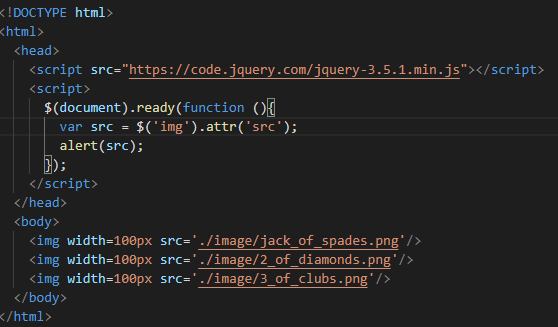 <!DOCTYPE html>
<html>
  <head>
    <script src="https://code.jquery.com/jquery-3.5.1.min.js"></script>
    <script>
      $(document).ready(function (){
        var src = $('img').attr('src');
        alert(src);
      });
    </script>
  </head>
  <body>
    <img width=100px src='./image/jack_of_spades.png'/>
    <img width=100px src='./image/2_of_diamonds.png'/>
    <img width=100px src='./image/3_of_clubs.png'/>
  </body>
</html>